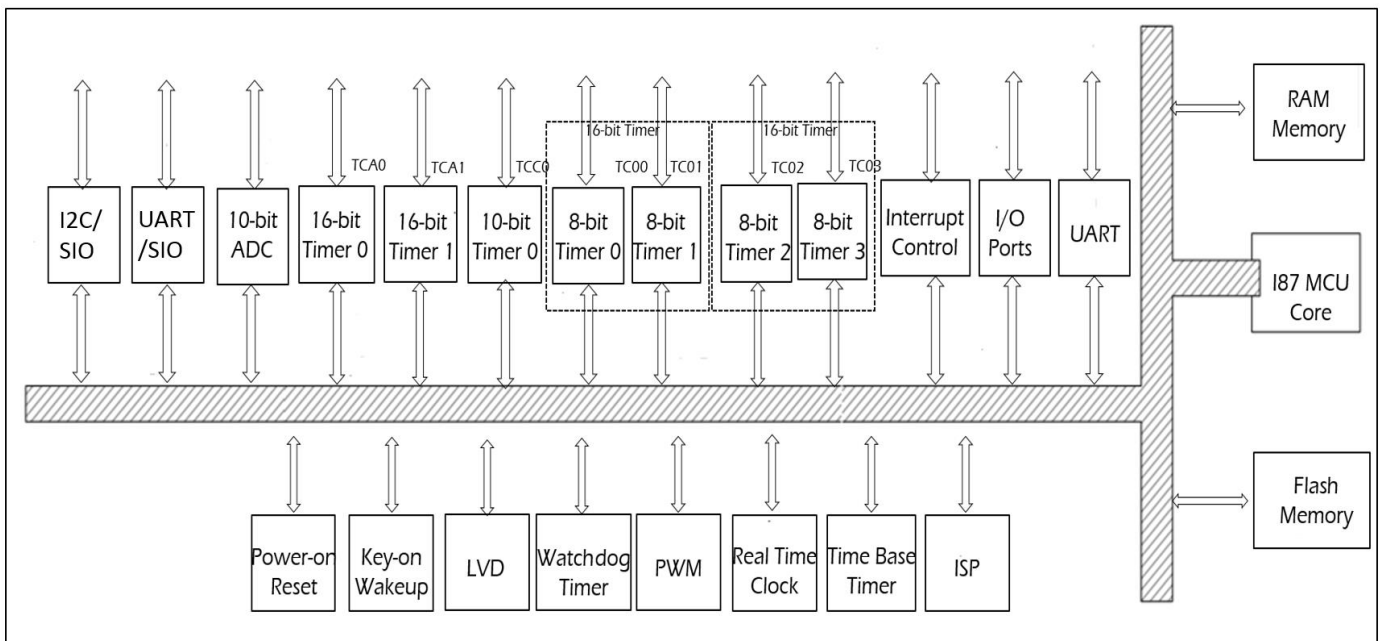 RAM
Memory
16-bit Timer
16-bit Timer
TCA0
TCA1
TCC0
TC00
TC01
TC02
TC03
I2C/
SIO
UART
/SIO
10-bit
ADC
16-bit
Timer 0
16-bit
Timer 1
10-bit
Timer 0
8-bit
Timer 0
8-bit
Timer 1
8-bit
Timer 2
8-bit
Timer 3
Interrupt
Control
I/O
Ports
UART
I87 MCU
Core
Flash
Memory
Power-on
Reset
Key-on
Wakeup
LVD
Watchdog
Timer
PWM
Real Time
Clock
Time Base
Timer
ISP